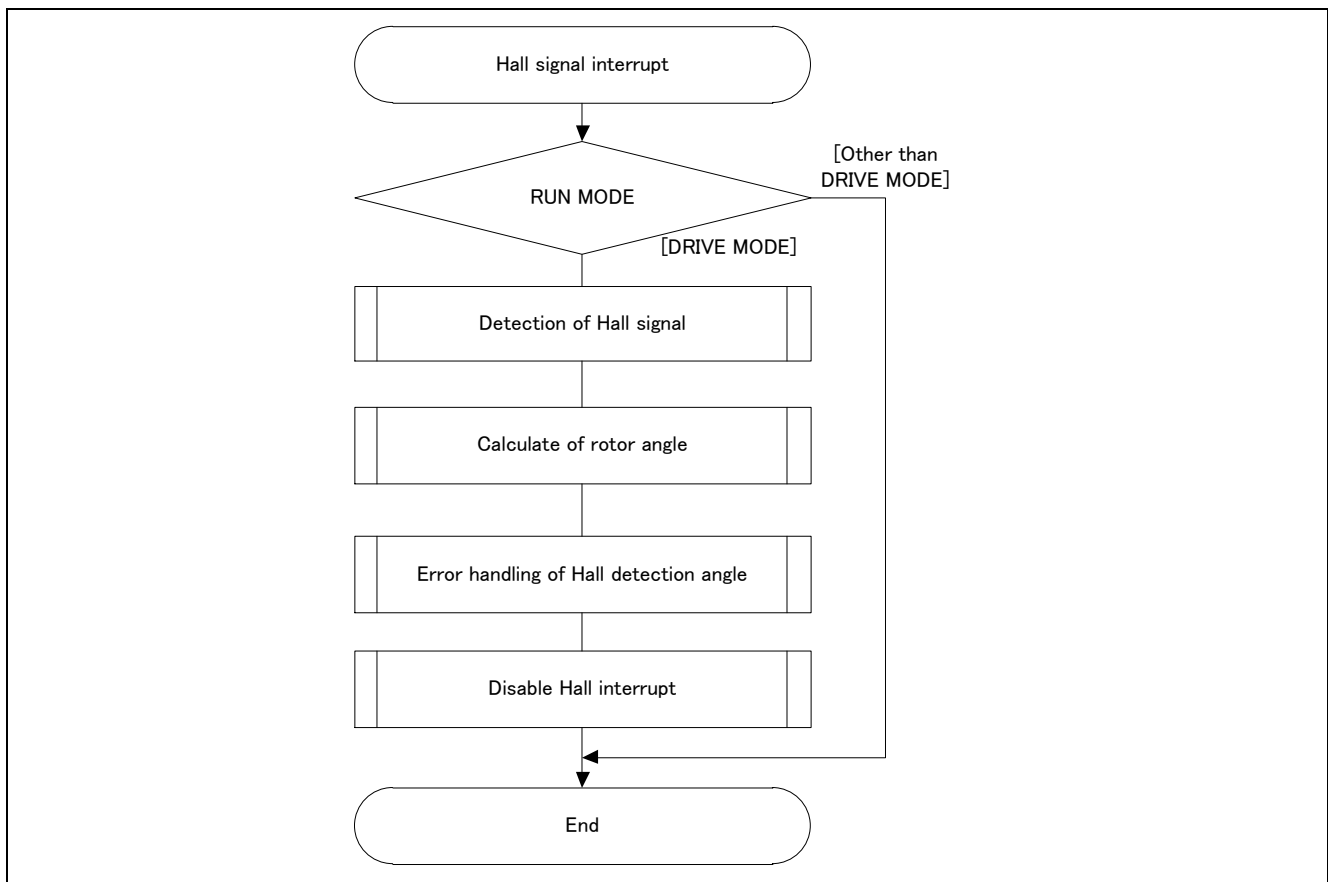 Hall signal interrupt
[Other than
DRIVE MODE]
RUN MODE
[DRIVE MODE]
Detection of Hall signal
Calculate of rotor angle
Error handling of Hall detection angle
Disable Hall interrupt
End